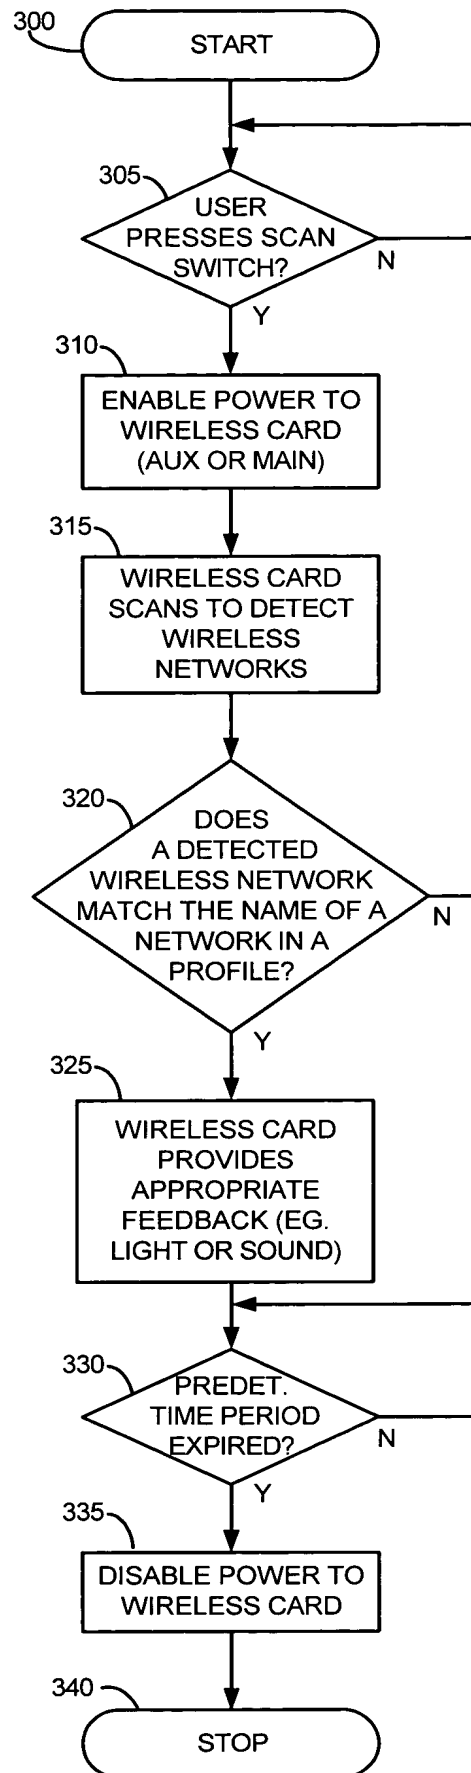 300
START
305
USER
PRESSES SCAN
SWITCH?
N
Y
310
ENABLE POWER TO
WIRELESS CARD
(AUX OR MAIN)
315
WIRELESS CARD
SCANS TO DETECT
WIRELESS
NETWORKS
320
DOES
A DETECTED
WIRELESS NETWORK
MATCH THE NAME OF A
NETWORK IN A
PROFILE?
N
Y
325
WIRELESS CARD
PROVIDES
APPROPRIATE
FEEDBACK (EG.
LIGHT OR SOUND)
330
PREDET.
TIME PERIOD
EXPIRED?
N
Y
335
DISABLE POWER TO
WIRELESS CARD
340
STOP